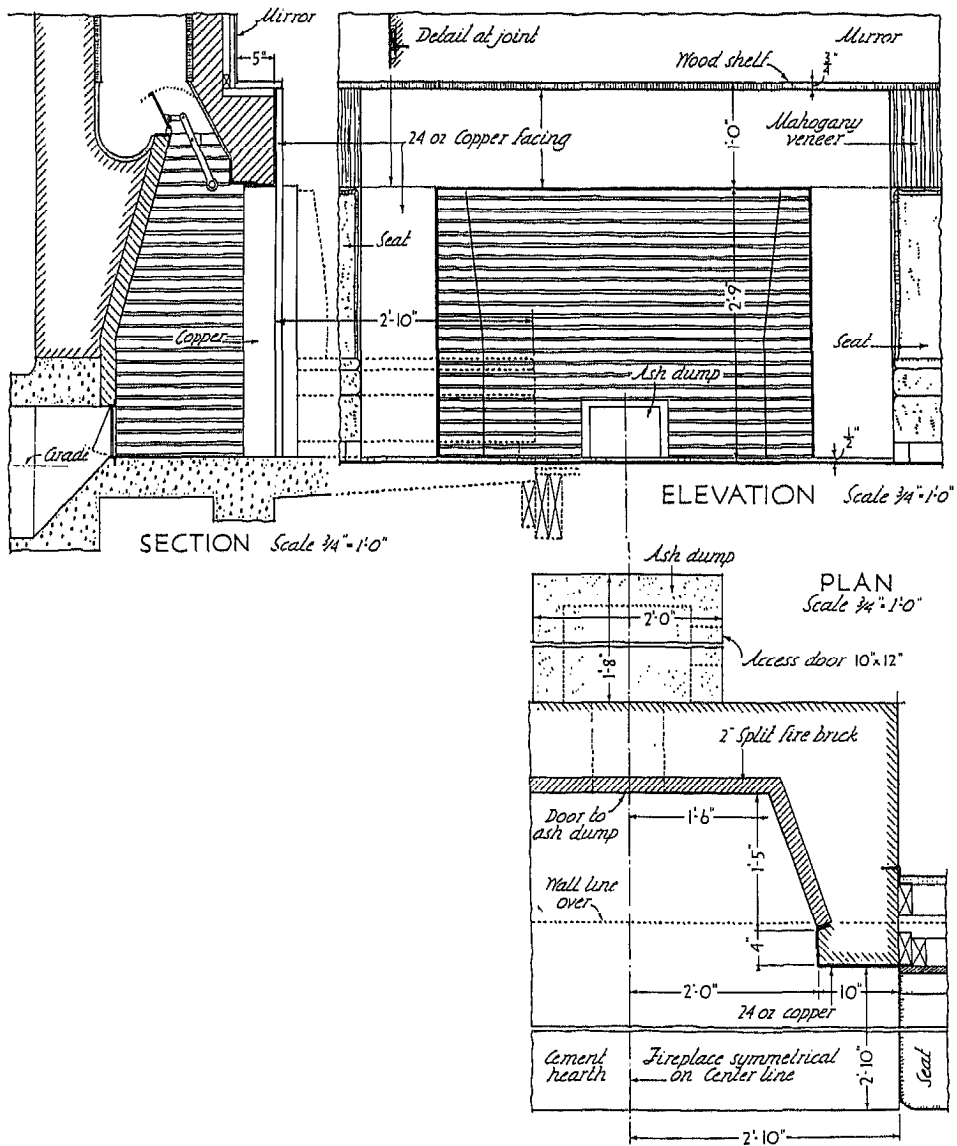 Mirror
5"
Detail at joint
Mirror
Wood shelf
3/4"
24 oz Copper Facing
1'-0"
Mahogany
veneer
Seat
2'-10"
2'-9"
Copper
Seat
Ash dump
1/2"
Grade
ELEVATION Scale 3/4"=1'-0"
SECTION Scale 3/4"=1'-0"
Ash dump
PLAN
Scale 3/4"=1'-0"
2'-0"
1'-8"
Access door 10"x12"
2" Split fire brick
Door to
ash dump
1'-6"
1'-5"
Wall line
over
4"
2'-0"
10"
24 oz copper
Cement
hearth
Fireplace symmetrical
on Center line
2'-10"
Seat
2'-10"